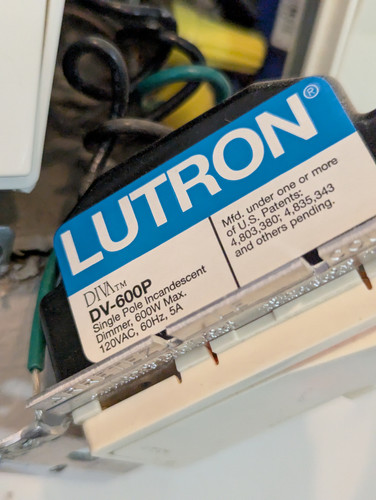 LUTRON®
DIVA™
DV-600P
Single Pole Incandescent
Dimmer, 600W Max.
120VAC, 60Hz, 5A
Mfd. under one or more
of U.S. Patents:
4,803,380; 4,835,343
and others pending.